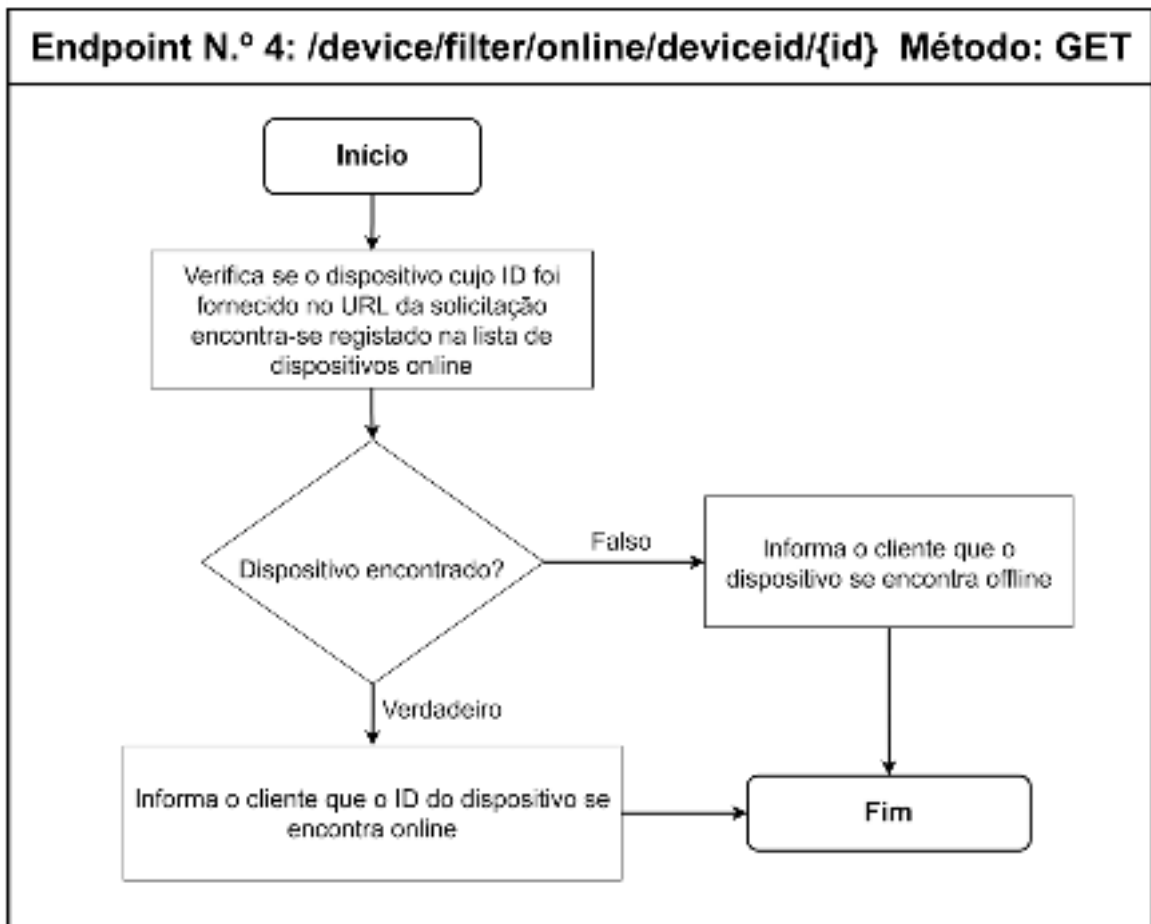 Endpoint N.º 4: /device/filter/online/deviceid/{id} Método: GET
Início
Verifica se o dispositivo cujo ID foi
fornecido no URL da solicitação
encontra-se registado na lista de
dispositivos online
Dispositivo encontrado?
Falso
Informa o cliente que o
dispositivo se encontra offline
Verdadeiro
Informa o cliente que o ID do dispositivo se
encontra online
Fim